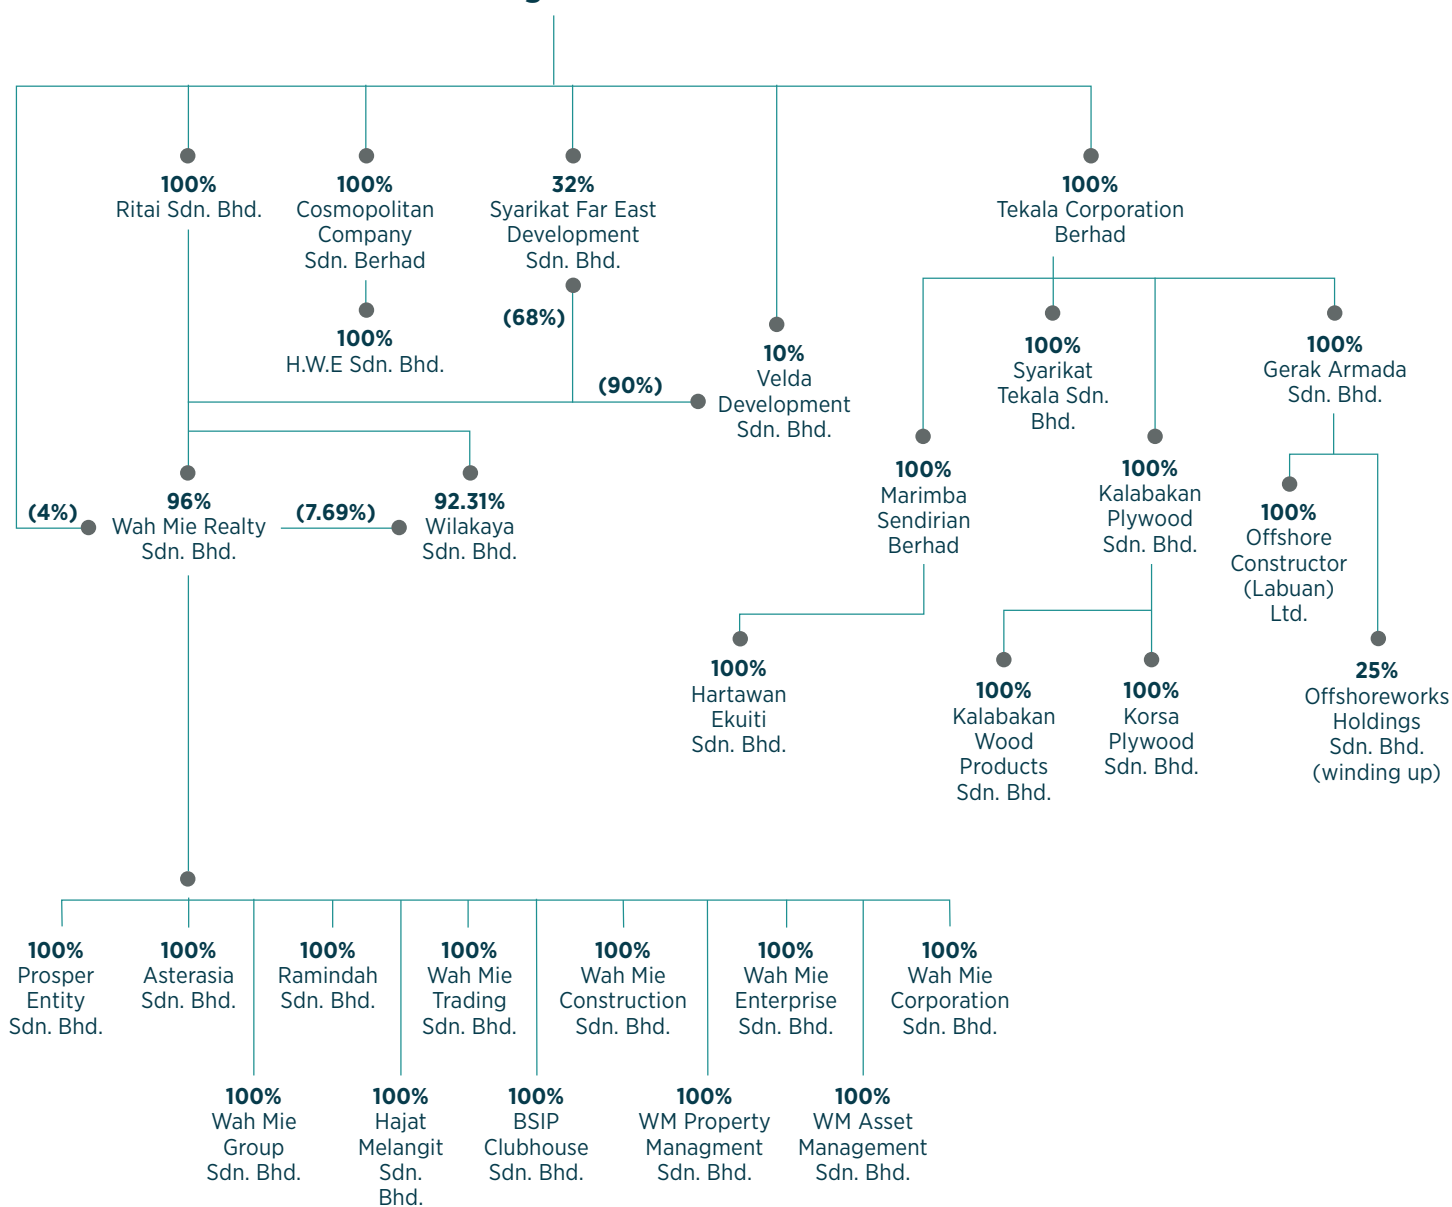 100%
Ritai Sdn. Bhd.
100%
Cosmopolitan
Company
Sdn. Berhad
32%
Syarikat Far East
Development
Sdn. Bhd.
100%
Tekala Corporation
Berhad
(68%)
100%
H.W.E Sdn. Bhd.
(90%)
10%
Velda
Development
Sdn. Bhd.
100%
Syarikat
Tekala Sdn.
Bhd.
100%
Gerak Armada
Sdn. Bhd.
(4%)
96%
Wah Mie Realty
Sdn. Bhd.
(7.69%)
92.31%
Wilakaya
Sdn. Bhd.
100%
Marimba
Sendirian
Berhad
100%
Kalabakan
Plywood
Sdn. Bhd.
100%
Offshore
Constructor
(Labuan)
Ltd.
100%
Hartawan
Ekuiti
Sdn. Bhd.
100%
Kalabakan
Wood
Products
Sdn. Bhd.
100%
Korsa
Plywood
Sdn. Bhd.
25%
Offshoreworks
Holdings
Sdn. Bhd.
(winding up)
100%
Prosper
Entity
Sdn. Bhd.
100%
Asterasia
Sdn. Bhd.
100%
Ramindah
Sdn. Bhd.
100%
Wah Mie
Trading
Sdn. Bhd.
100%
Wah Mie
Construction
Sdn. Bhd.
100%
Wah Mie
Enterprise
Sdn. Bhd.
100%
Wah Mie
Corporation
Sdn. Bhd.
100%
Wah Mie
Group
Sdn. Bhd.
100%
Hajat
Melangit
Sdn.
Bhd.
100%
BSIP
Clubhouse
Sdn. Bhd.
100%
WM Property
Managment
Sdn. Bhd.
100%
WM Asset
Management
Sdn. Bhd.